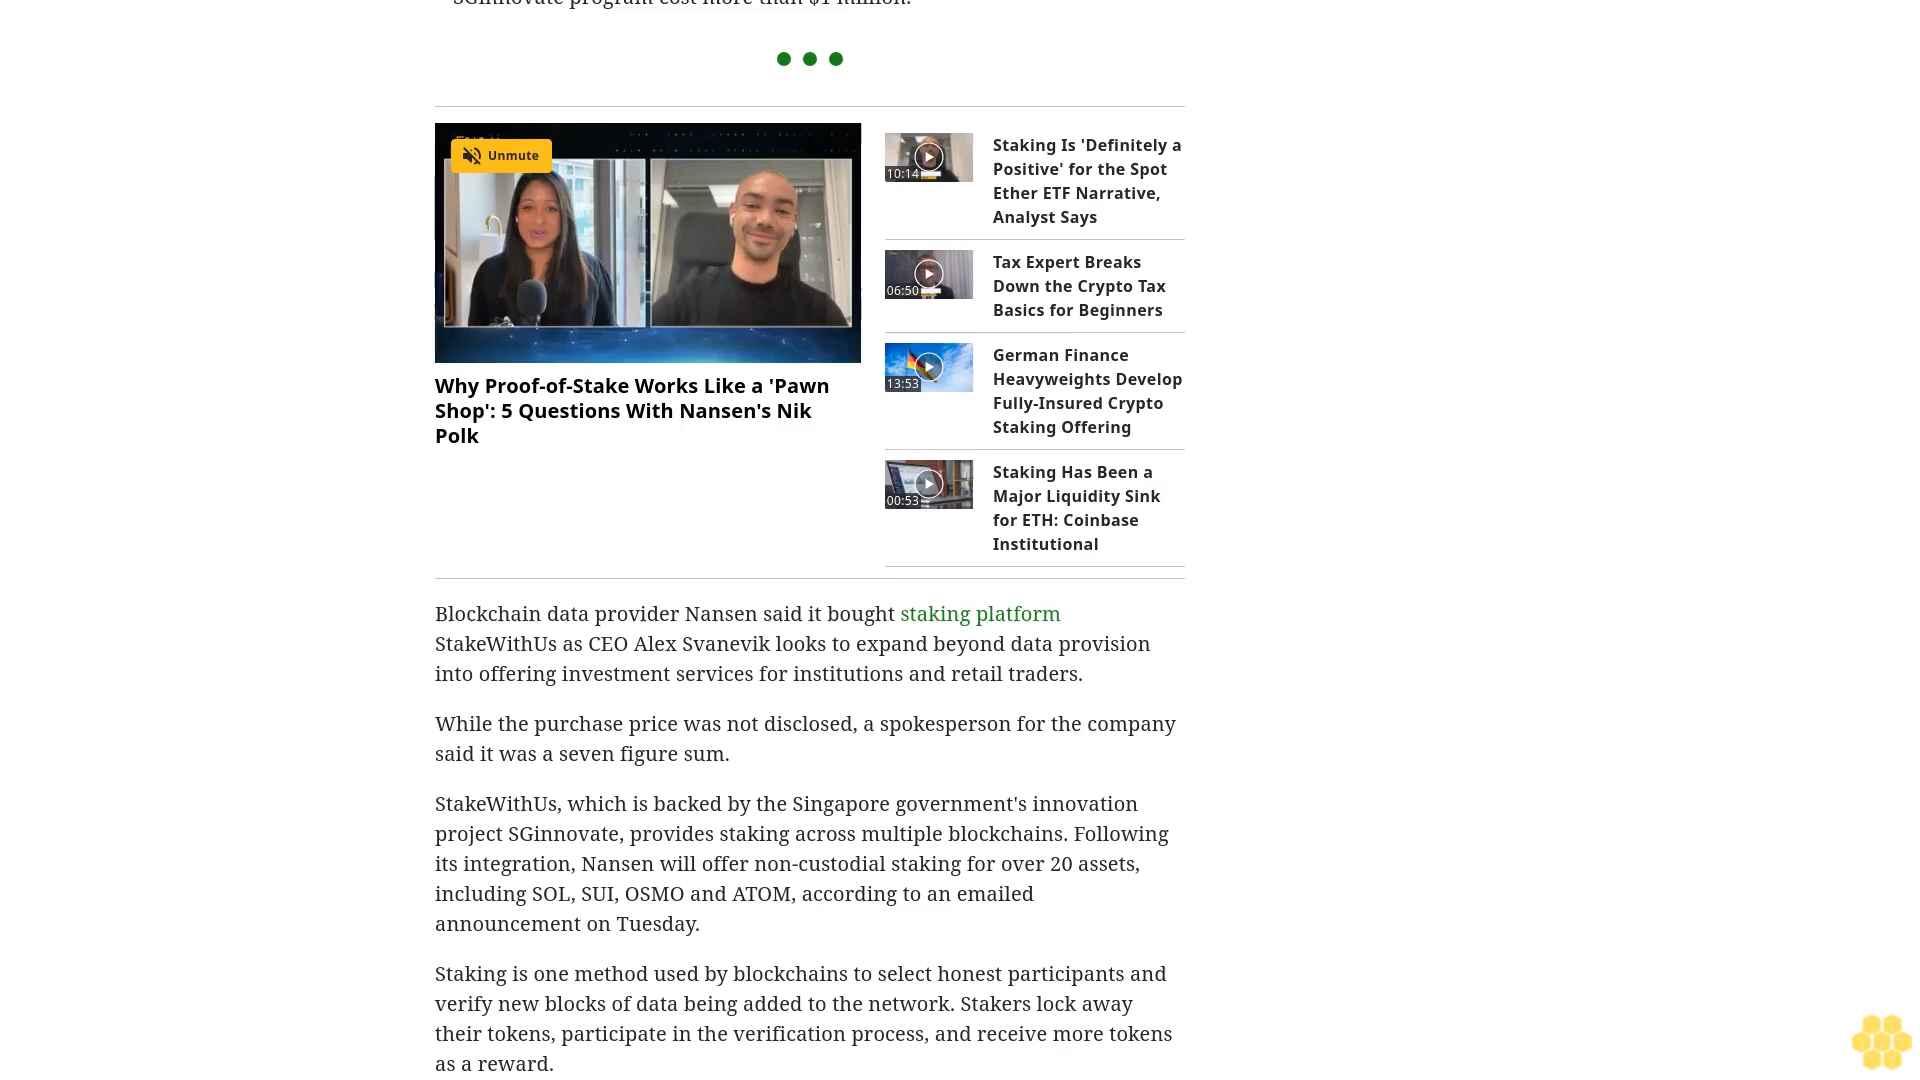 SGinnovate program cost more than $1 million.
Unmute
Why Proof-of-Stake Works Like a 'Pawn
Shop': 5 Questions With Nansen's Nik
Polk
10:14
Staking Is 'Definitely a
Positive' for the Spot
Ether ETF Narrative,
Analyst Says
06:50
Tax Expert Breaks
Down the Crypto Tax
Basics for Beginners
13:53
German Finance
Heavyweights Develop
Fully-Insured Crypto
Staking Offering
00:53
Staking Has Been a
Major Liquidity Sink
for ETH: Coinbase
Institutional
Blockchain data provider Nansen said it bought staking platform
StakeWithUs as CEO Alex Svanevik looks to expand beyond data provision
into offering investment services for institutions and retail traders.
While the purchase price was not disclosed, a spokesperson for the company
said it was a seven figure sum.
StakeWithUs, which is backed by the Singapore government's innovation
project SGinnovate, provides staking across multiple blockchains. Following
its integration, Nansen will offer non-custodial staking for over 20 assets,
including SOL, SUI, OSMO and ATOM, according to an emailed
announcement on Tuesday.
Staking is one method used by blockchains to select honest participants and
verify new blocks of data being added to the network. Stakers lock away
their tokens, participate in the verification process, and receive more tokens
as a reward.